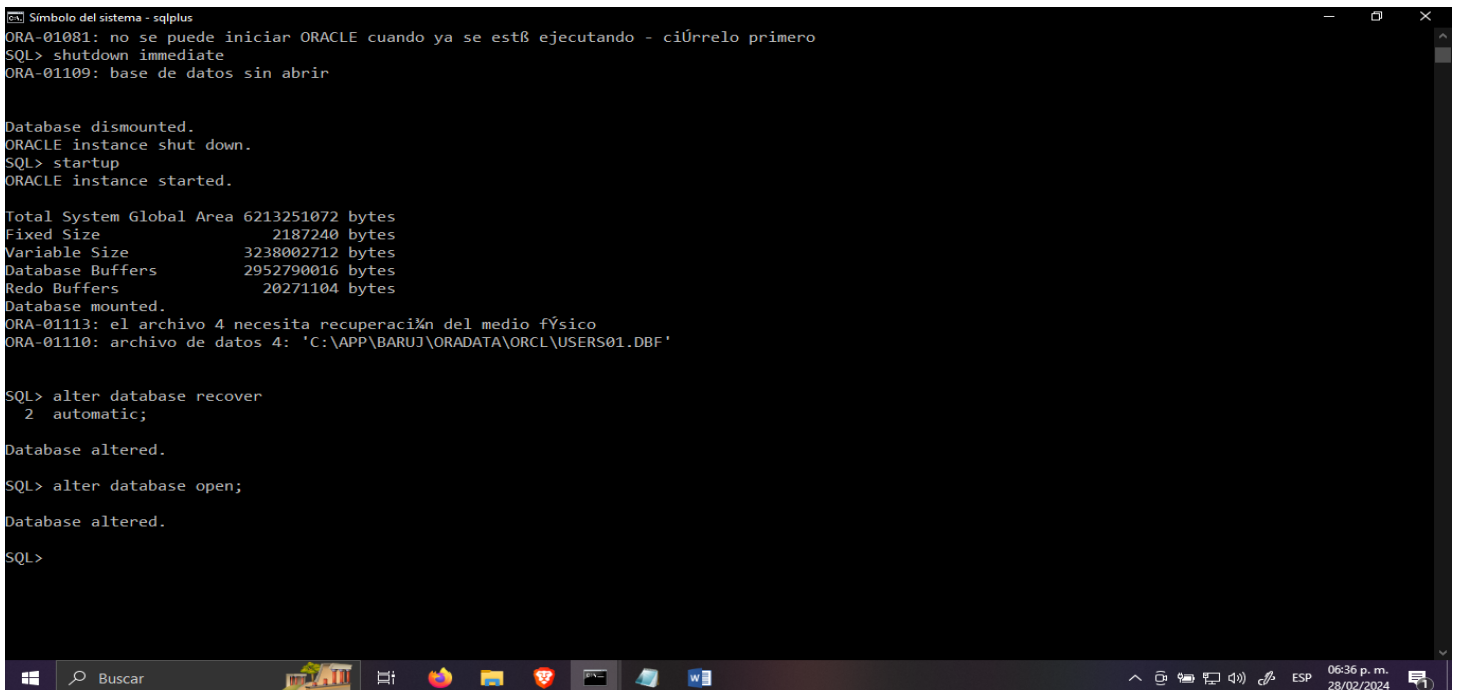 Símbolo del sistema - sqlplus
ORA-01081: no se puede iniciar ORACLE cuando ya se estß ejecutando - ciÚrrelo primero
SQL> shutdown immediate
ORA-01109: base de datos sin abrir
Database dismounted.
ORACLE instance shut down.
SQL> startup
ORACLE instance started.
Total System Global Area 6213251072 bytes
Fixed Size 2187240 bytes
Variable Size 3238002712 bytes
Database Buffers 2952790016 bytes
Redo Buffers 20271104 bytes
Database mounted.
ORA-01113: el archivo 4 necesita recuperaci¾n del medio fÝsico
ORA-01110: archivo de datos 4: 'C:\APP\BARUJ\ORADATA\ORCL\USERS01.DBF'
SQL> alter database recover
2 automatic;
Database altered.
SQL> alter database open;
Database altered.
SQL>
Buscar
ESP
06:36 p. m.
28/02/2024
1